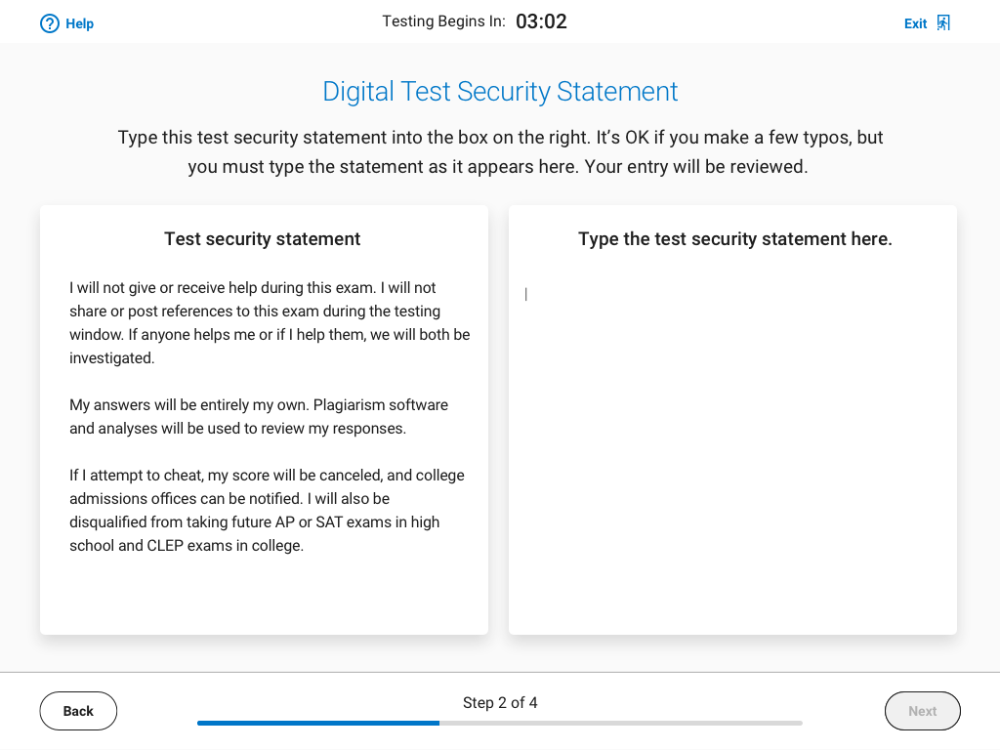 Help
Testing Begins In: 03:02
Exit
Digital Test Security Statement
Type this test security statement into the box on the right. It’s OK if you make a few typos, but
you must type the statement as it appears here. Your entry will be reviewed.
Test security statement
I will not give or receive help during this exam. I will not
share or post references to this exam during the testing
window. If anyone helps me or if I help them, we will both be
investigated.
My answers will be entirely my own. Plagiarism software
and analyses will be used to review my responses.
If I attempt to cheat, my score will be canceled, and college
admissions offices can be notified. I will also be
disqualified from taking future AP or SAT exams in high
school and CLEP exams in college.
Type the test security statement here.
Back
Step 2 of 4
Next